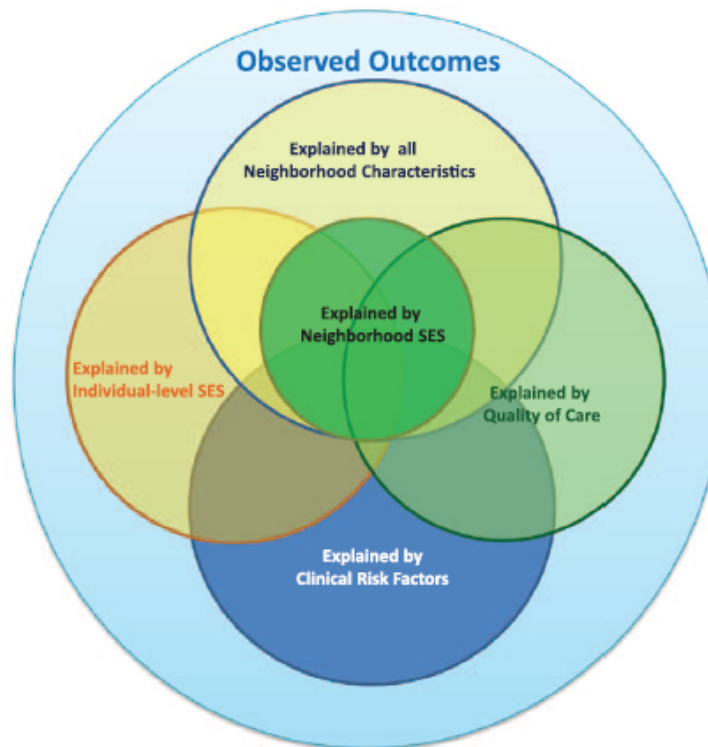 Observed Outcomes
Explained by all
Neighborhood Characteristics
Explained by
Neighborhood SES
Explained by
Individual-level SES
Explained by
Quality of Care
Explained by
Clinical Risk Factors